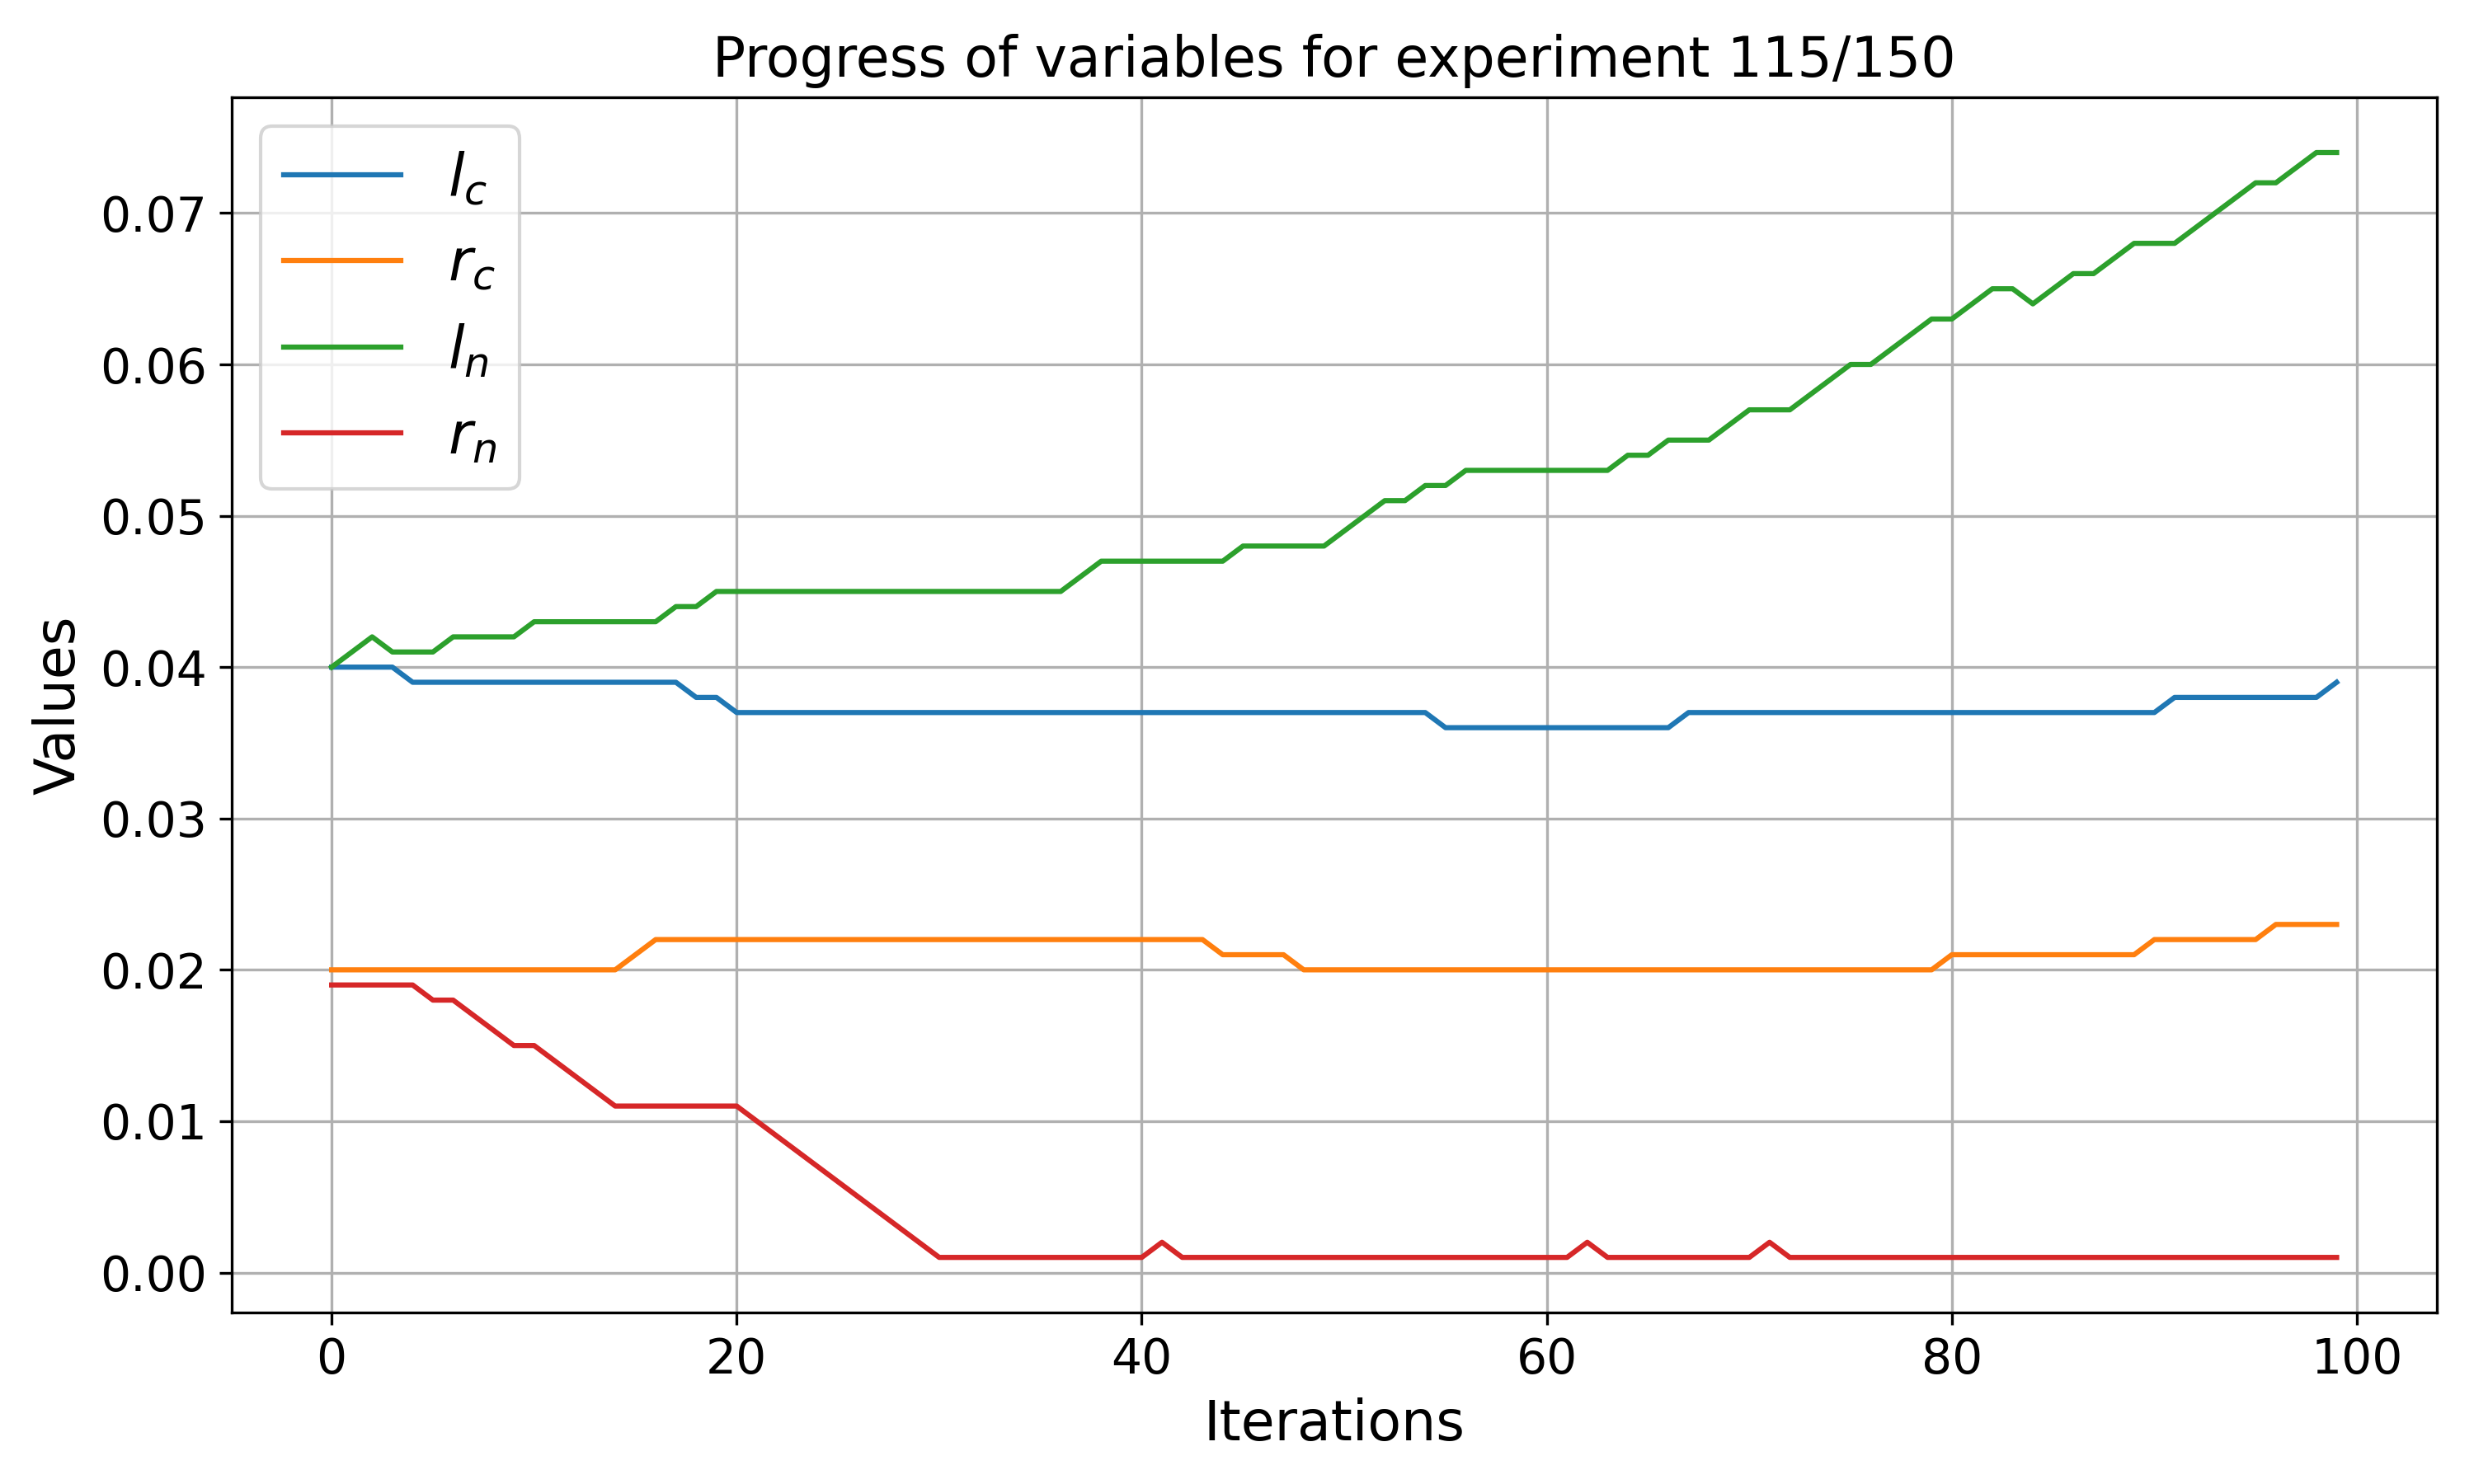 Progress of variables for experiment 115/150
l_c
r_c
l_n
r_n
0.07
0.06
0.05
0.04
0.03
0.02
0.01
0.00
Values
0 20 40 60 80 100
Iterations